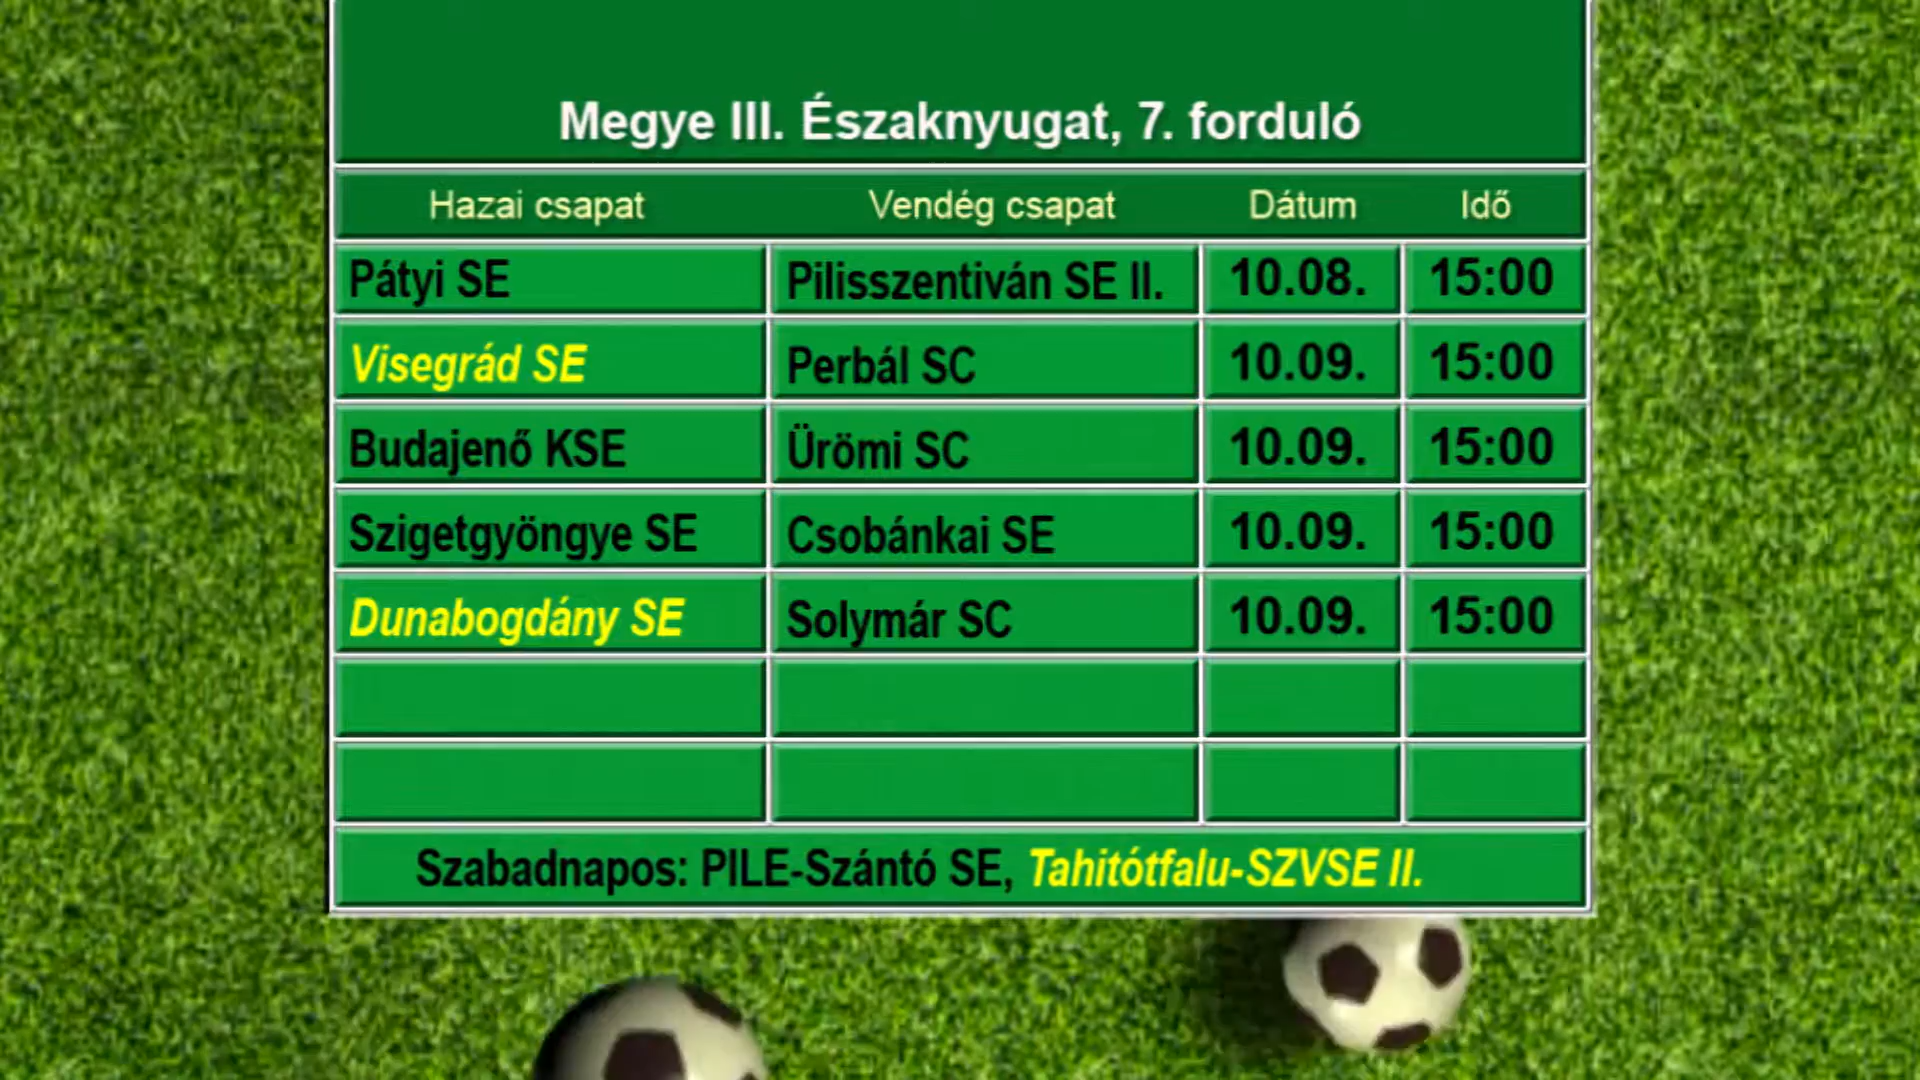 Megye III. Északnyugat, 7. forduló
Hazai csapat Vendég csapat Dátum Idő
Pátyi SE Pilisszentiván SE II. 10.08. 15:00
Visegrád SE Perbál SC 10.09. 15:00
Budajenő KSE Ürömi SC 10.09. 15:00
Szigetgyöngye SE Csobánkai SE 10.09. 15:00
Dunabogdány SE Solymár SC 10.09. 15:00
Szabadnapos: PILE-Szántó SE, Tahitótfalu-SZVSE II.